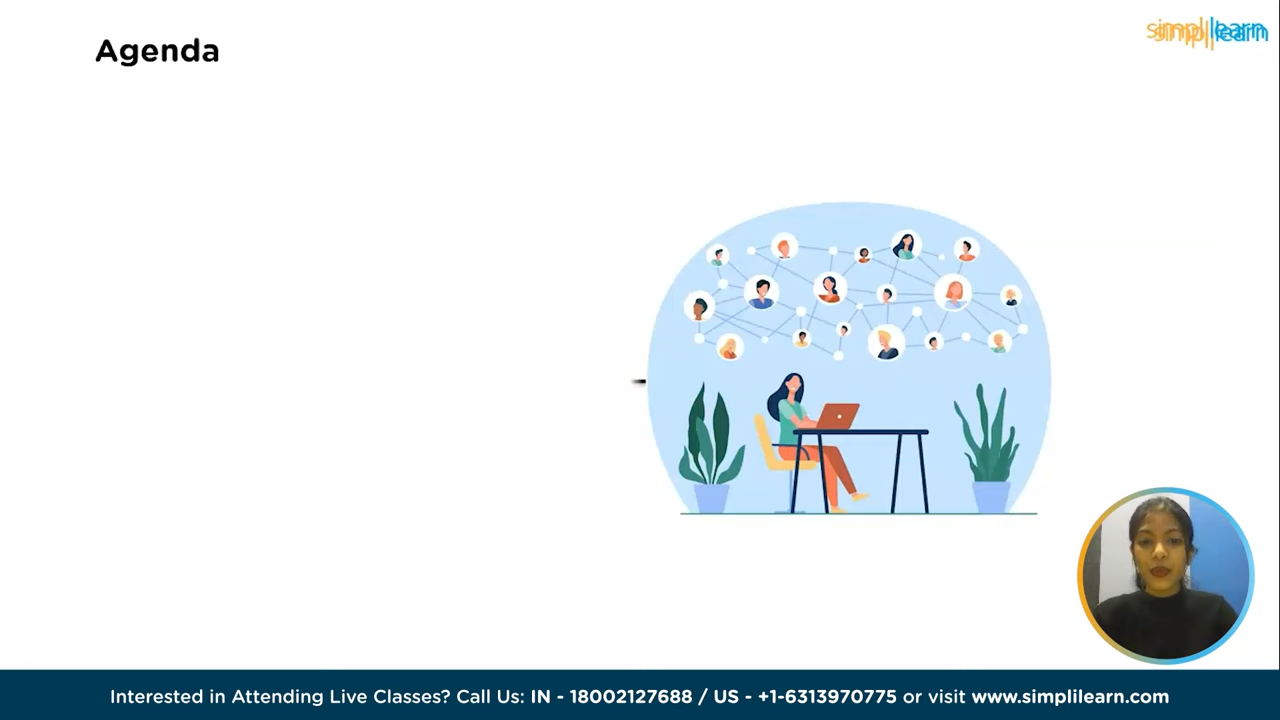 Agenda
simplilearn
simplilearn
Interested in Attending Live Classes? Call Us: IN - 18002127688 / US - +1-6313970775 or visit www.simplilearn.com